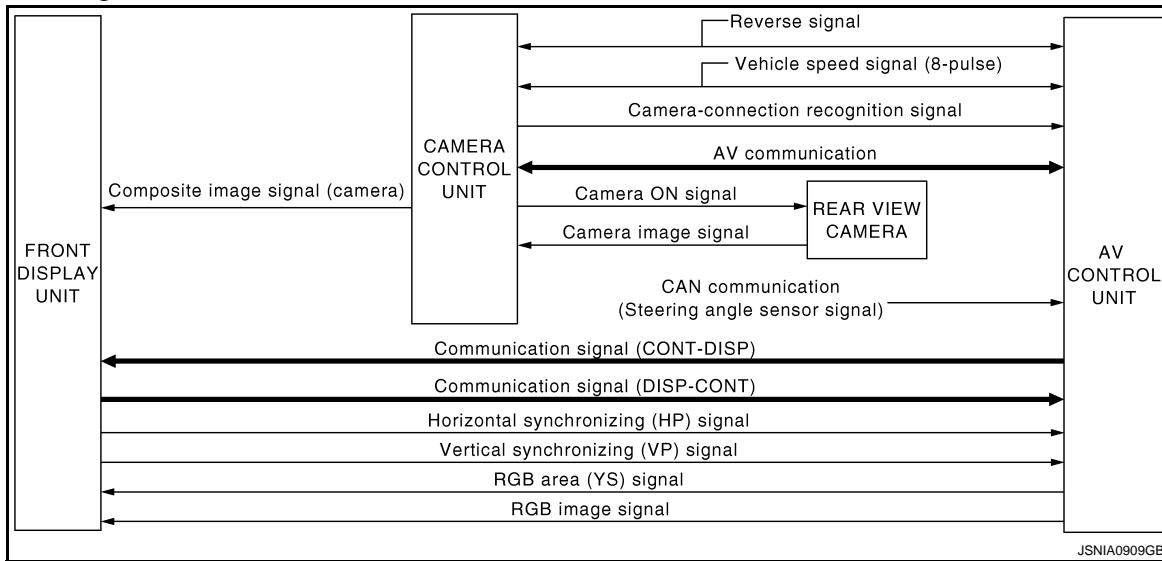 Reverse signal
Vehicle speed signal (8-pulse)
Camera-connection recognition signal
CAMERA
CONTROL
UNIT
AV communication
Composite image signal (camera)
Camera ON signal
REAR VIEW
CAMERA
Camera image signal
FRONT
DISPLAY
UNIT
AV
CONTROL
UNIT
CAN communication
(Steering angle sensor signal)
Communication signal (CONT-DISP)
Communication signal (DISP-CONT)
Horizontal synchronizing (HP) signal
Vertical synchronizing (VP) signal
RGB area (YS) signal
RGB image signal
JSNIA0909GB